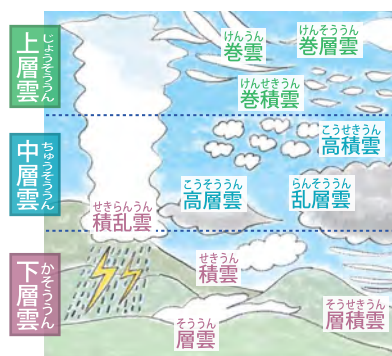 じょうそううん
上層雲
けんうん
巻雲
けんそううん
巻層雲
けんせきうん
巻積雲
ちゅうそううん
中層雲
こうせきうん
高積雲
こうそううん
高層雲
らんそううん
乱層雲
せきらんうん
積乱雲
かそううん
下層雲
せきうん
積雲
そううん
層雲
そうせきうん
層積雲